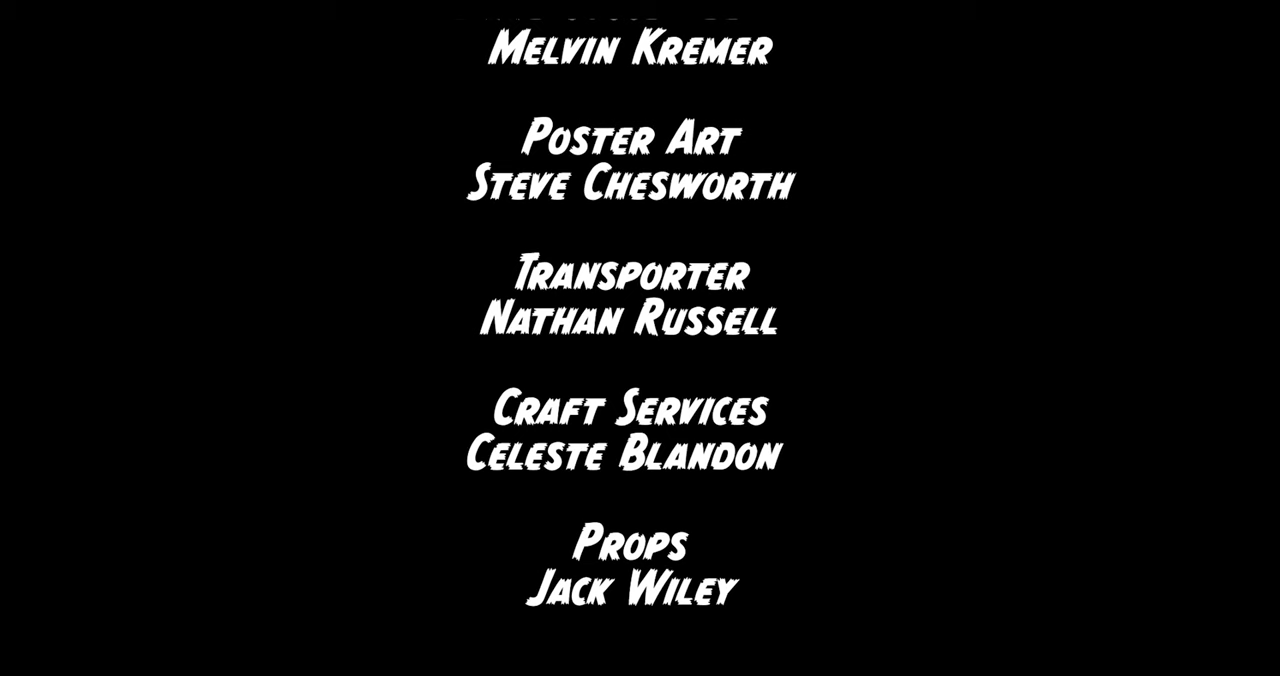 Melvin Kremer
Poster Art
Steve Chesworth
Transporter
Nathan Russell
Craft Services
Celeste Blandon
Props
Jack Wiley